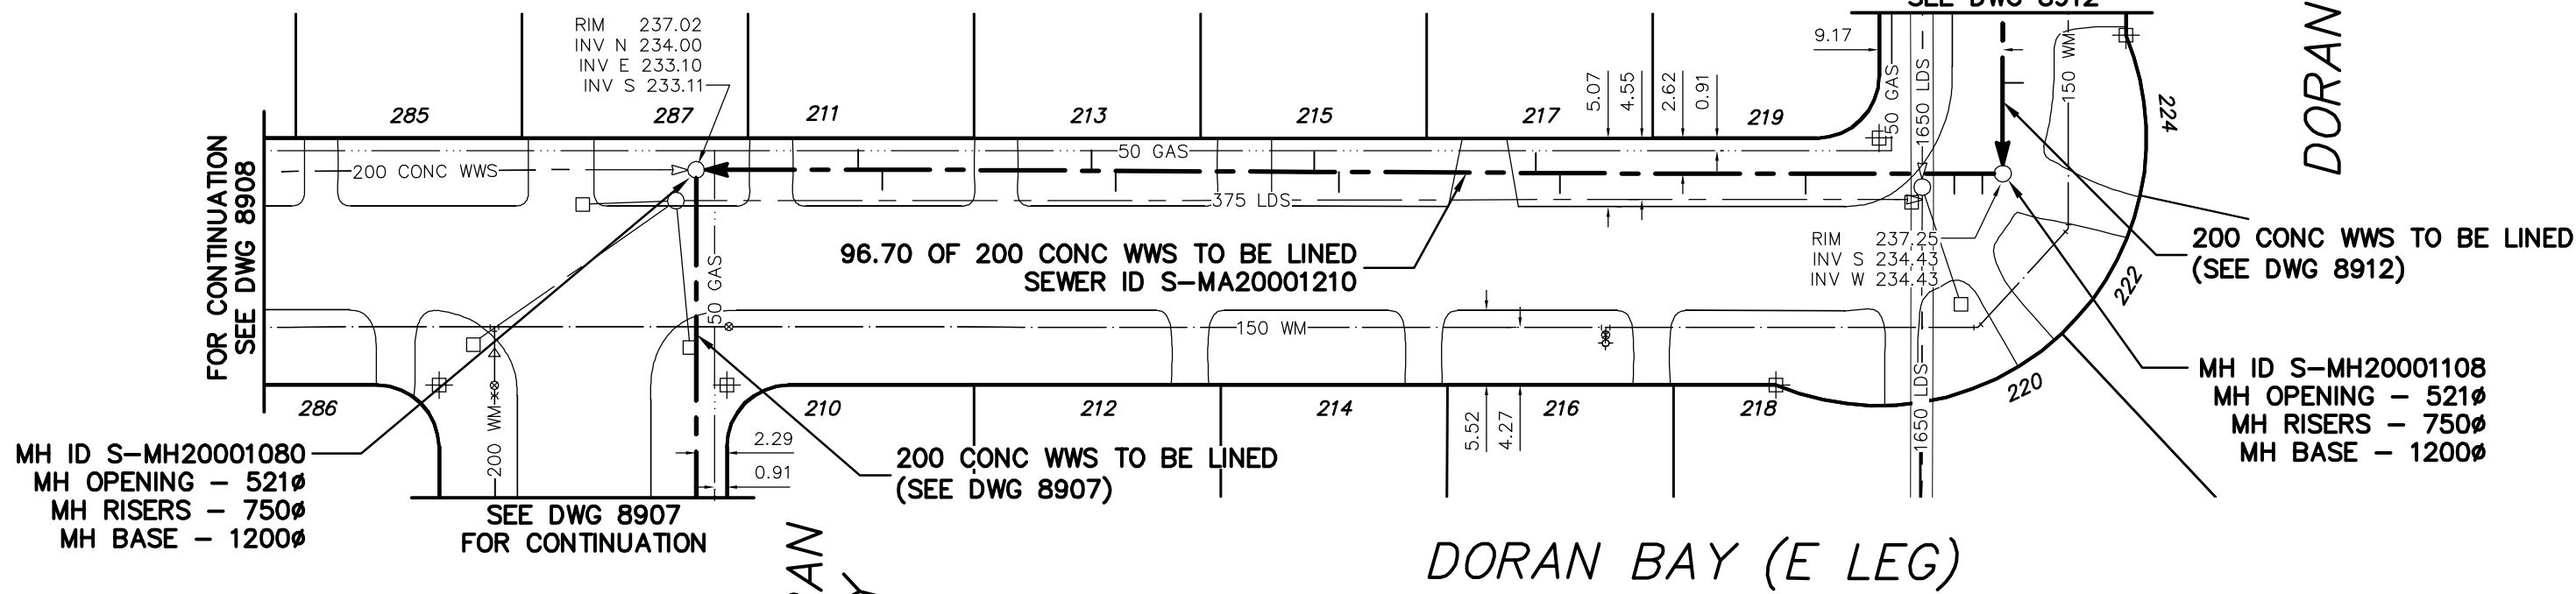 SEE DWG 8912
DORAN
RIM 237.02
INV N 234.00
INV E 233.10
INV S 233.11
9.17
5.07
4.55
2.62
0.91
50 GAS
1650 LDS
150 WM
285
287
211
213
215
217
219
224
FOR CONTINUATION
SEE DWG 8908
200 CONC WWS
50 GAS
375 LDS
96.70 OF 200 CONC WWS TO BE LINED
SEWER ID S-MA20001210
RIM 237.25
INV S 234.43
INV W 234.43
200 CONC WWS TO BE LINED
(SEE DWG 8912)
222
50 GAS
150 WM
220
MH ID S-MH20001108
MH OPENING - 521ø
MH RISERS - 750ø
MH BASE - 1200ø
286
210
212
214
216
218
200 WM
5.52
4.27
1650 LDS
2.29
0.91
MH ID S-MH20001080
MH OPENING - 521ø
MH RISERS - 750ø
MH BASE - 1200ø
200 CONC WWS TO BE LINED
(SEE DWG 8907)
SEE DWG 8907
FOR CONTINUATION
DORAN BAY (E LEG)